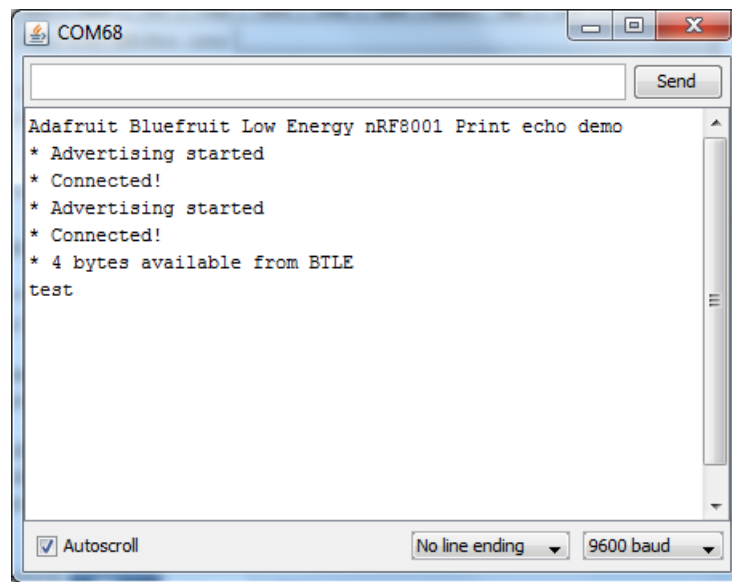 COM68
Send
Adafruit Bluefruit Low Energy nRF8001 Print echo demo
* Advertising started
* Connected!
* Advertising started
* Connected!
* 4 bytes available from BTLE
test
Autoscroll
No line ending
9600 baud